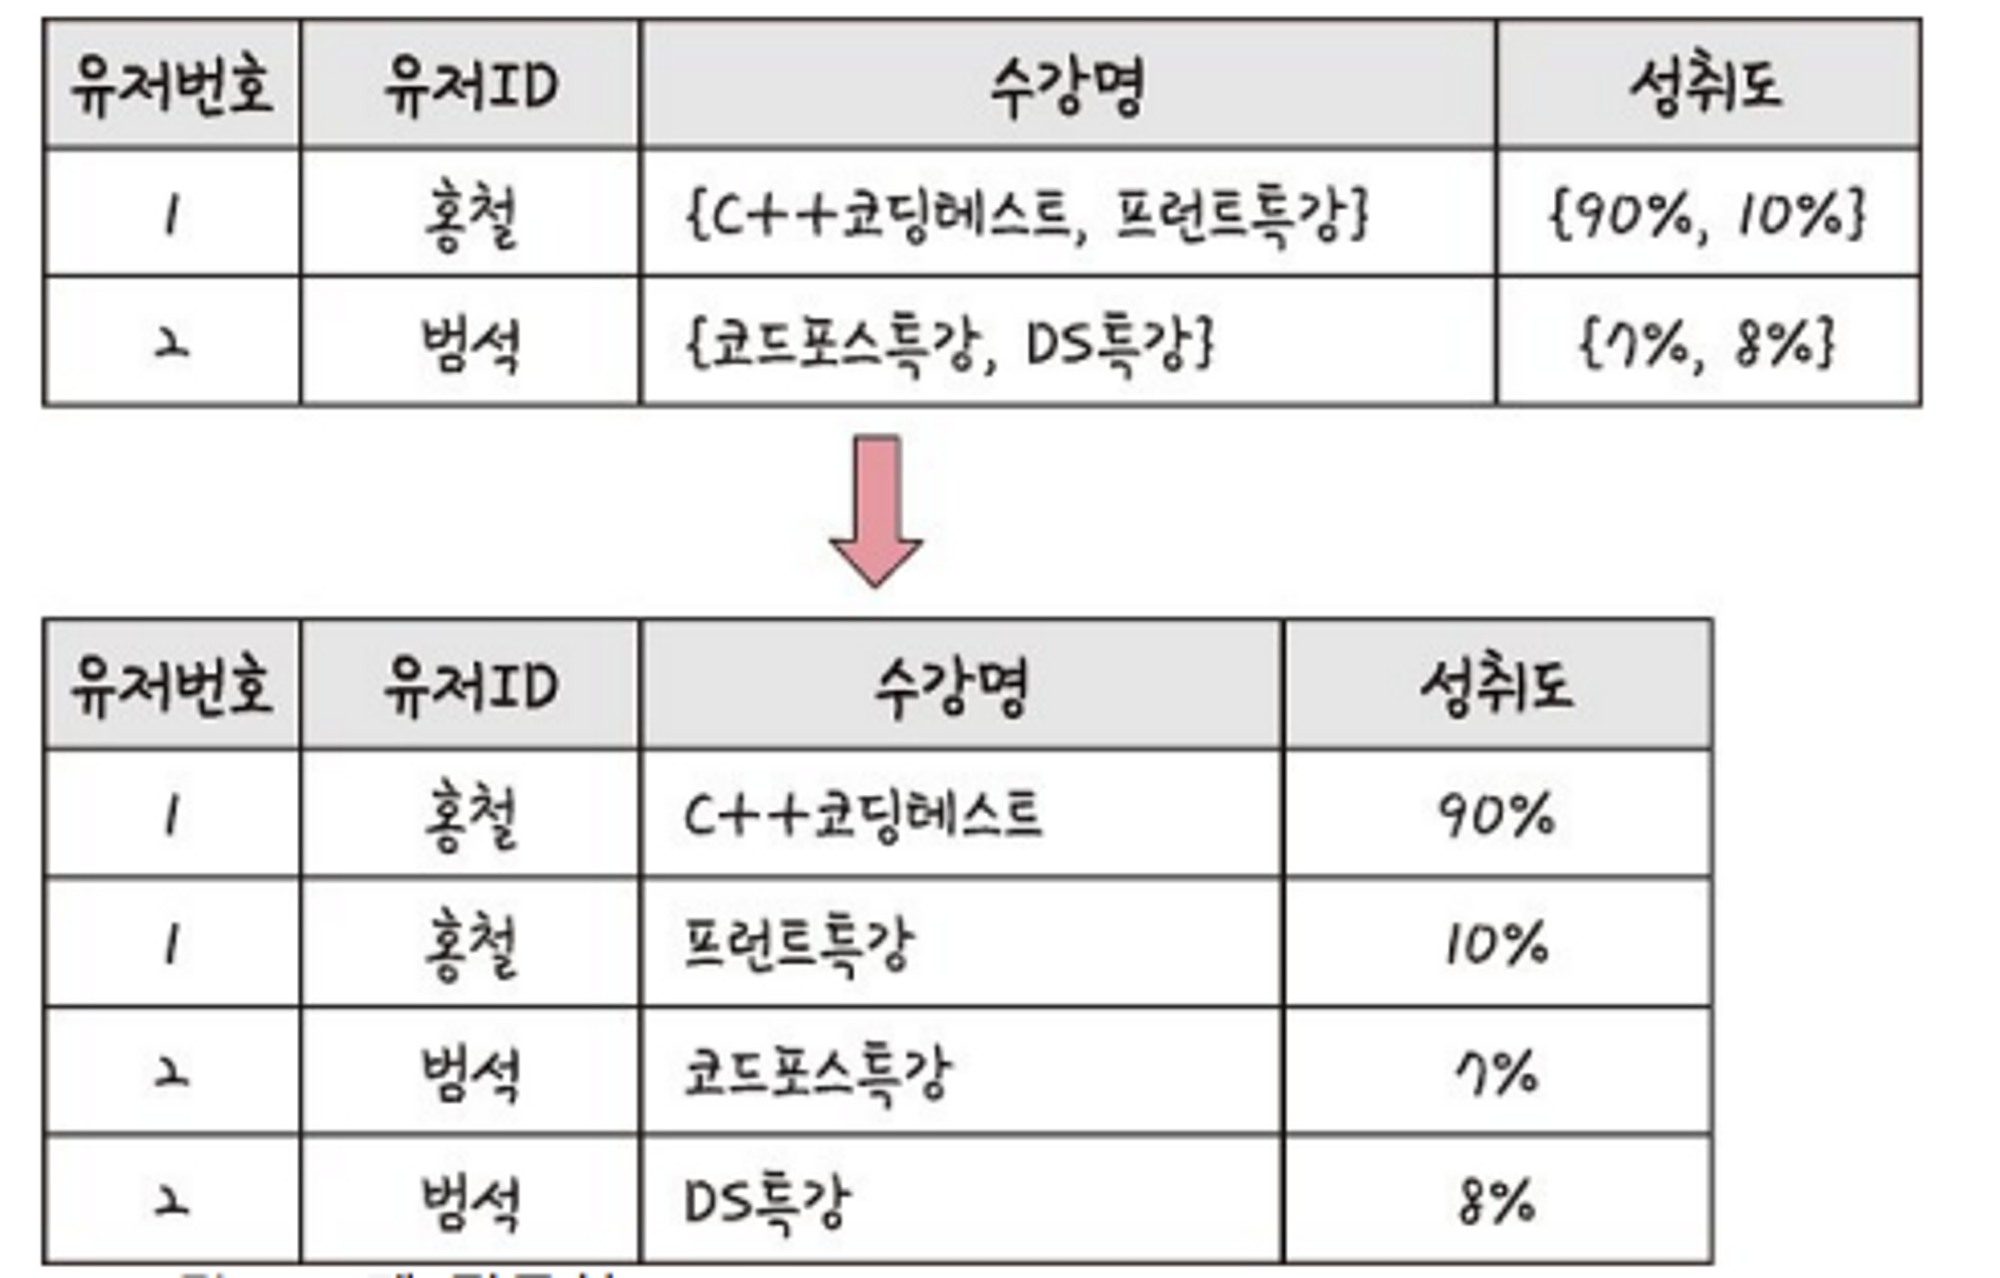 유저번호 유저ID 수강명 성취도
1 홍철 {C++코딩테스트, 프런트특강} {90%, 10%}
2 범석 {코드포스특강, DS특강} {7%, 8%}
유저번호 유저ID 수강명 성취도
1 홍철 C++코딩테스트 90%
1 홍철 프런트특강 10%
2 범석 코드포스특강 7%
2 범석 DS특강 8%